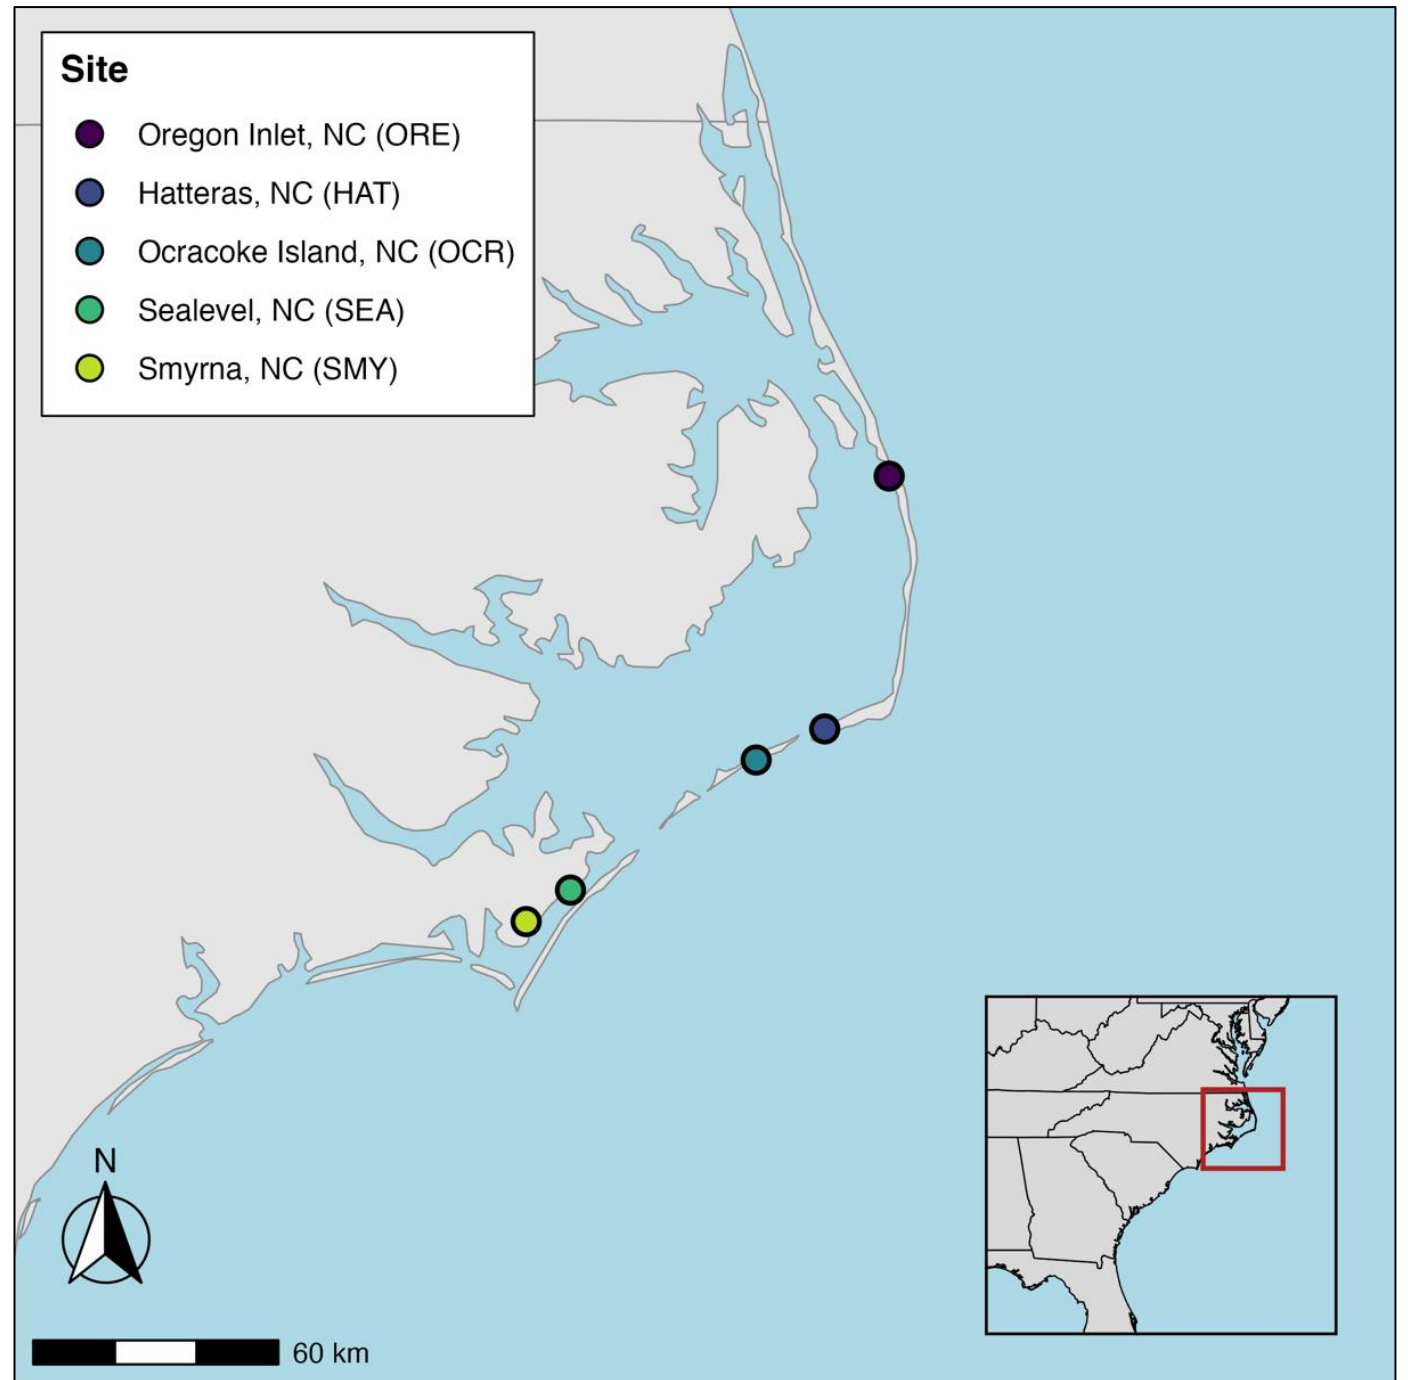 Site
Oregon Inlet, NC (ORE)
Hatteras, NC (HAT)
Ocracoke Island, NC (OCR)
Sealevel, NC (SEA)
Smyrna, NC (SMY)
N
60 km